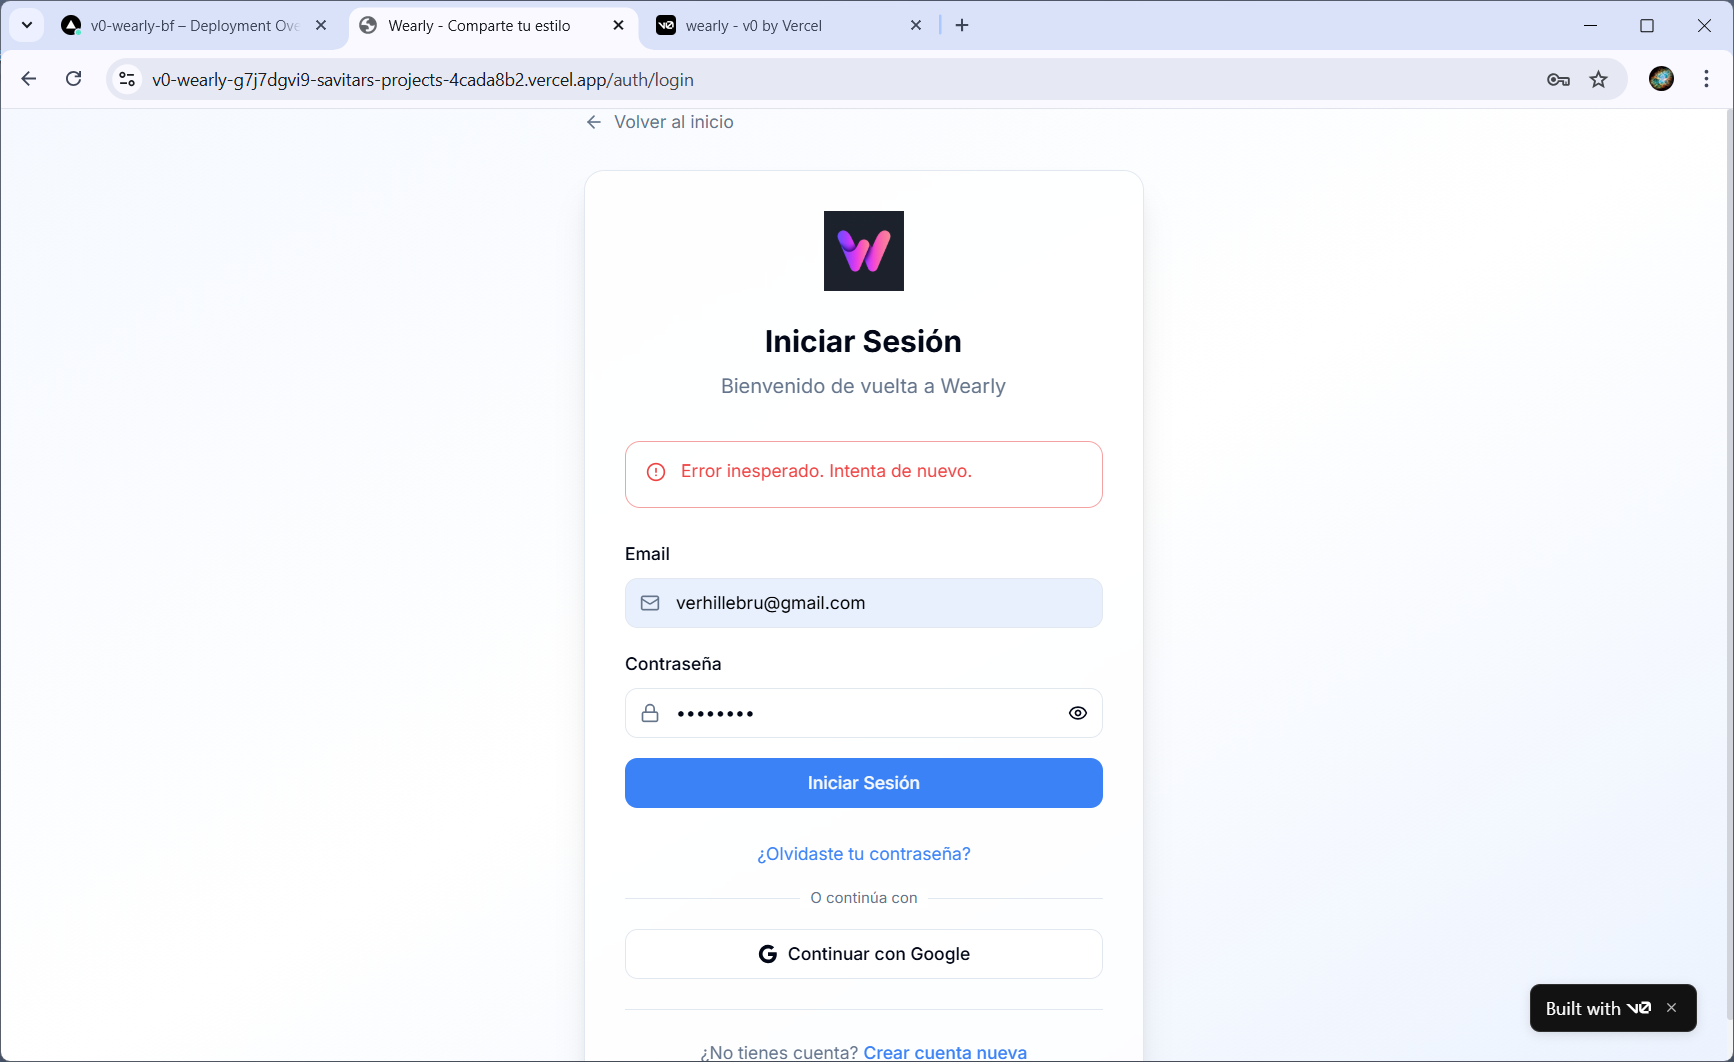 v0-wearly-bf – Deployment Ove
Wearly - Comparte tu estilo
v0
wearly - v0 by Vercel
v0-wearly-g7j7dgvi9-savitars-projects-4cada8b2.vercel.app/auth/login
Volver al inicio
W
Iniciar Sesión
Bienvenido de vuelta a Wearly
Error inesperado. Intenta de nuevo.
Email
verhillebru@gmail.com
Contraseña
••••••••
Iniciar Sesión
¿Olvidaste tu contraseña?
O continúa con
G Continuar con Google
¿No tienes cuenta? Crear cuenta nueva
Built with v0